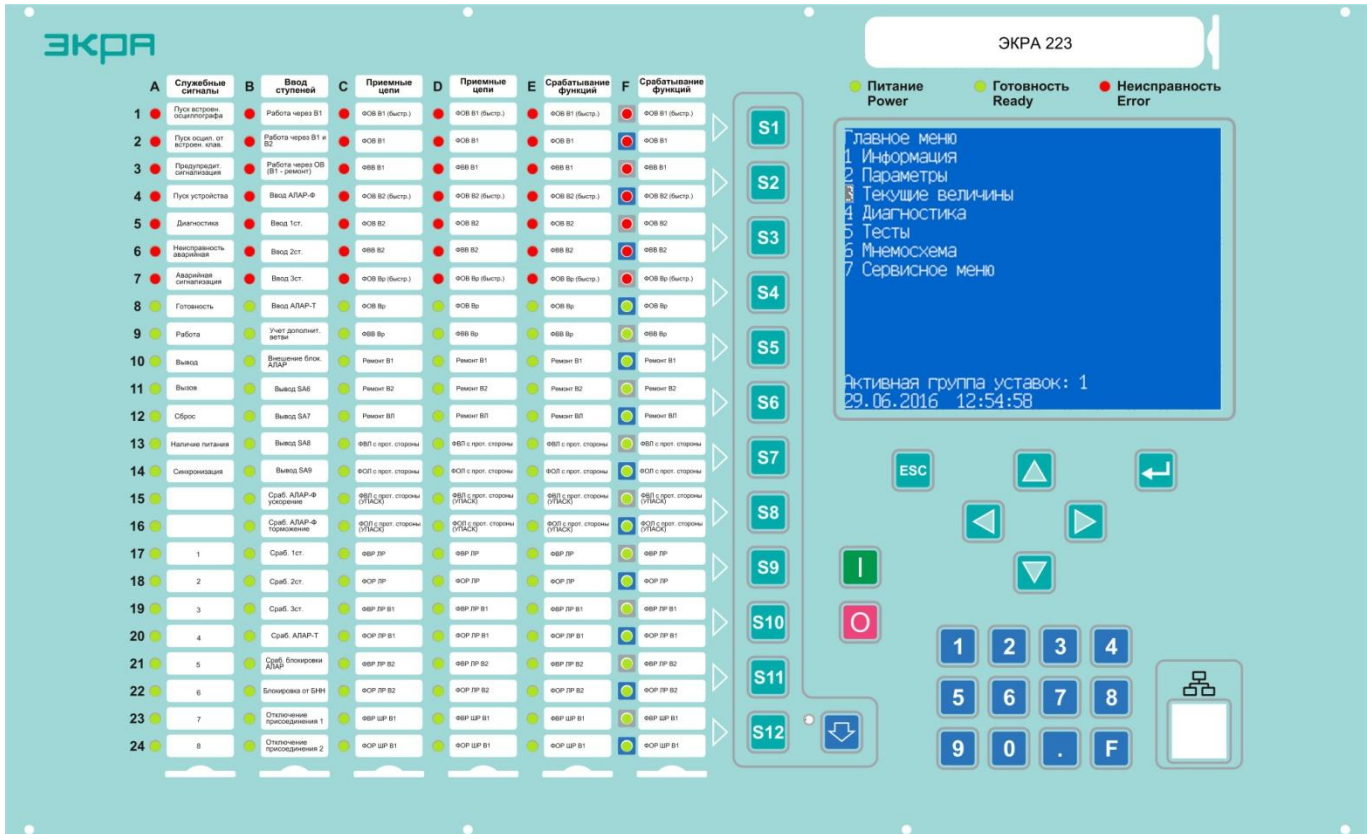 экра
ЭКРА 223
Питание
Power
Готовность
Ready
Неисправность
Error
A Служебные сигналы B Ввод ступеней C Приемные цепи D Приемные цепи E Срабатывание функций F Срабатывание функций
1 Пуск встроен. осциллографа Работа через В1 ФОВ В1 (быстр.) ФОВ В1 (быстр.) ФОВ В1 (быстр.) ФОВ В1 (быстр.)
2 Пуск осцил. от встроен. клав. Работа через В1 и В2 ФОВ В1 ФОВ В1 ФОВ В1 ФОВ В1
3 Предупредит. сигнализация Работа через ОВ (В1 - ремонт) ФВВ В1 ФВВ В1 ФВВ В1 ФВВ В1
4 Пуск устройства Ввод АЛАР-Ф ФОВ В2 (быстр.) ФОВ В2 (быстр.) ФОВ В2 (быстр.) ФОВ В2 (быстр.)
5 Диагностика Ввод 1ст. ФОВ В2 ФОВ В2 ФОВ В2 ФОВ В2
6 Неисправность аварийная Ввод 2ст. ФВВ В2 ФВВ В2 ФВВ В2 ФВВ В2
7 Аварийная сигнализация Ввод 3ст. ФОВ Вр (быстр.) ФОВ Вр (быстр.) ФОВ Вр (быстр.) ФОВ Вр (быстр.)
8 Готовность Ввод АЛАР-Т ФОВ Вр ФОВ Вр ФОВ Вр ФОВ Вр
9 Работа Учет дополнит. ветви ФВВ Вр ФВВ Вр ФВВ Вр ФВВ Вр
10 Вывод Внешение блок. АЛАР Ремонт В1 Ремонт В1 Ремонт В1 Ремонт В1
11 Вызов Вывод SA6 Ремонт В2 Ремонт В2 Ремонт В2 Ремонт В2
12 Сброс Вывод SA7 Ремонт ВЛ Ремонт ВЛ Ремонт ВЛ Ремонт ВЛ
13 Наличие питания Вывод SA8 ФВЛ с прот. стороны ФВЛ с прот. стороны ФВЛ с прот. стороны ФВЛ с прот. стороны
14 Синхронизация Вывод SA9 ФОЛ с прот. стороны ФОЛ с прот. стороны ФОЛ с прот. стороны ФОЛ с прот. стороны
15 Сраб. АЛАР-Ф ускорение ФВЛ с прот. стороны (УПАСК) ФВЛ с прот. стороны (УПАСК) ФВЛ с прот. стороны (УПАСК) ФВЛ с прот. стороны (УПАСК)
16 Сраб. АЛАР-Ф торможение ФОЛ с прот. стороны (УПАСК) ФОЛ с прот. стороны (УПАСК) ФОЛ с прот. стороны (УПАСК) ФОЛ с прот. стороны (УПАСК)
17 1 Сраб. 1ст. ФВР ЛР ФВР ЛР ФВР ЛР ФВР ЛР
18 2 Сраб. 2ст. ФОР ЛР ФОР ЛР ФОР ЛР ФОР ЛР
19 3 Сраб. 3ст. ФВР ЛР В1 ФВР ЛР В1 ФВР ЛР В1 ФВР ЛР В1
20 4 Сраб. АЛАР-Т ФОР ЛР В1 ФОР ЛР В1 ФОР ЛР В1 ФОР ЛР В1
21 5 Сраб. блокировки АЛАР ФВР ЛР В2 ФВР ЛР В2 ФВР ЛР В2 ФВР ЛР В2
22 6 Блокировка от БНН ФОР ЛР В2 ФОР ЛР В2 ФОР ЛР В2 ФОР ЛР В2
23 7 Отключение присоединения 1 ФВР ШР В1 ФВР ШР В1 ФВР ШР В1 ФВР ШР В1
24 8 Отключение присоединения 2 ФОР ШР В1 ФОР ШР В1 ФОР ШР В1 ФОР ШР В1
S1
S2
S3
S4
S5
S6
S7
S8
S9
S10
S11
S12
Главное меню
1 Информация
2 Параметры
3 Текущие величины
4 Диагностика
5 Тесты
6 Мнемосхема
7 Сервисное меню
Активная группа уставок: 1
29.06.2016 12:54:58
ESC
I
O
1 2 3 4
5 6 7 8
9 0 . F